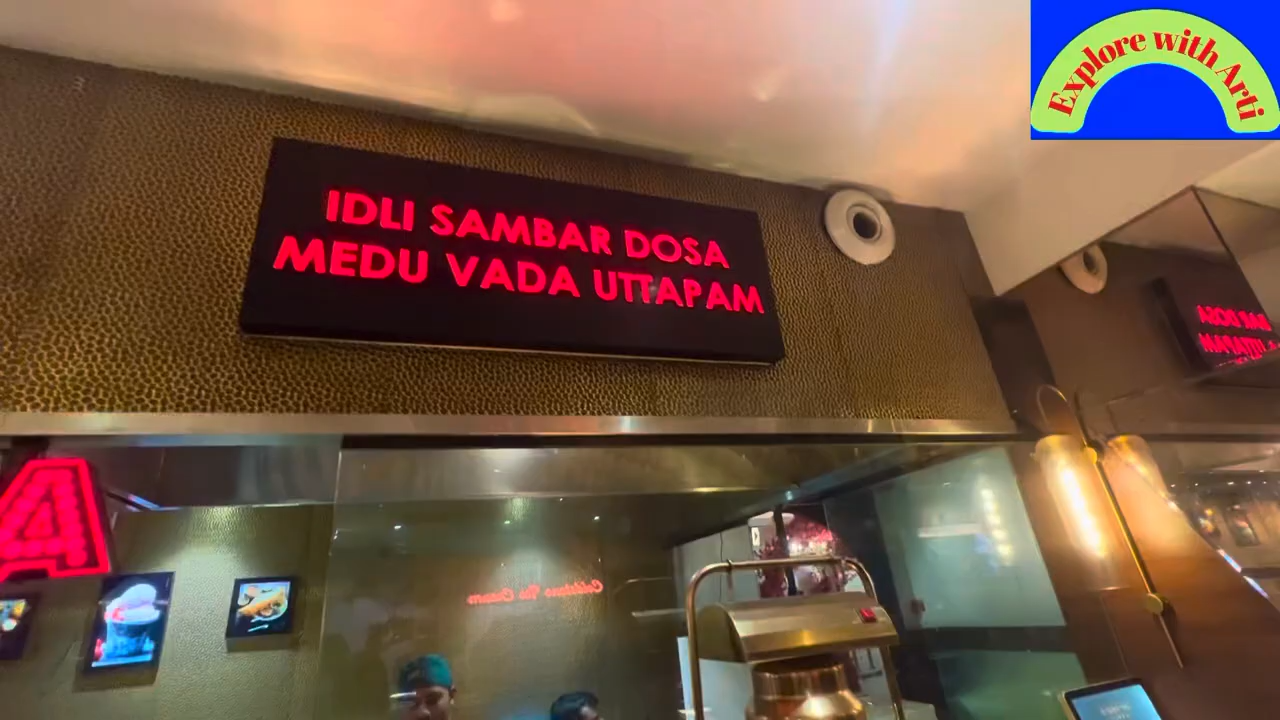 Explore with Arti
IDLI SAMBAR DOSA
MEDU VADA UTTAPAM
A